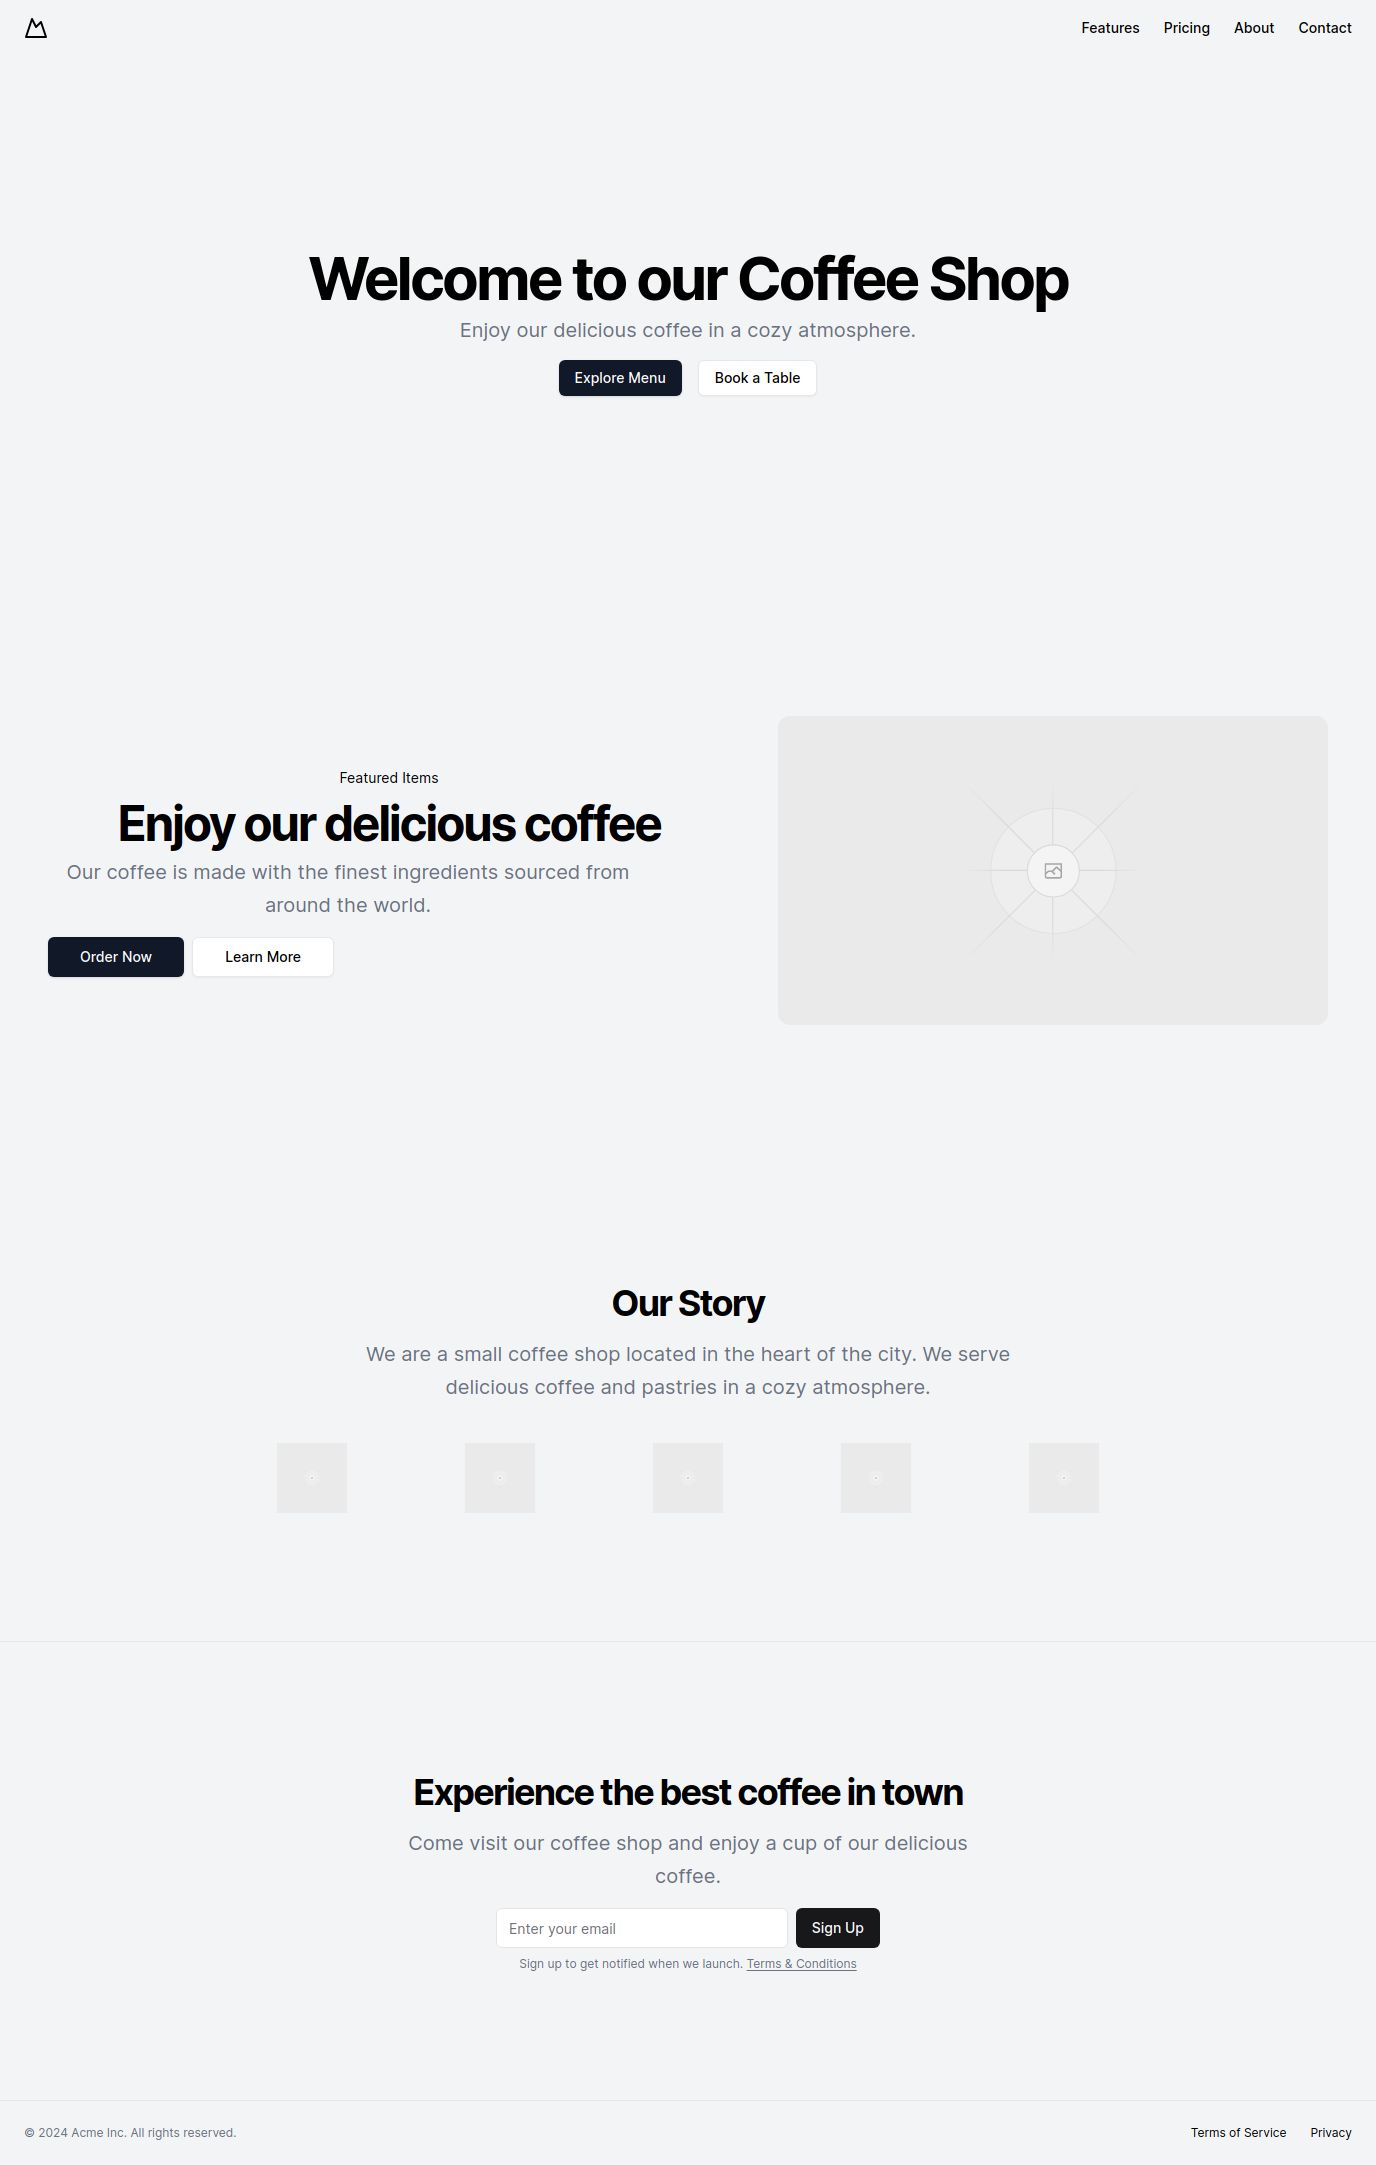 Features Pricing About Contact
Welcome to our Coffee Shop
Enjoy our delicious coffee in a cozy atmosphere.
Explore Menu Book a Table
Featured Items
Enjoy our delicious coffee
Our coffee is made with the finest ingredients sourced from
around the world.
Order Now Learn More
Our Story
We are a small coffee shop located in the heart of the city. We serve
delicious coffee and pastries in a cozy atmosphere.
Experience the best coffee in town
Come visit our coffee shop and enjoy a cup of our delicious
coffee.
Enter your email Sign Up
Sign up to get notified when we launch. Terms & Conditions
© 2024 Acme Inc. All rights reserved. Terms of Service Privacy